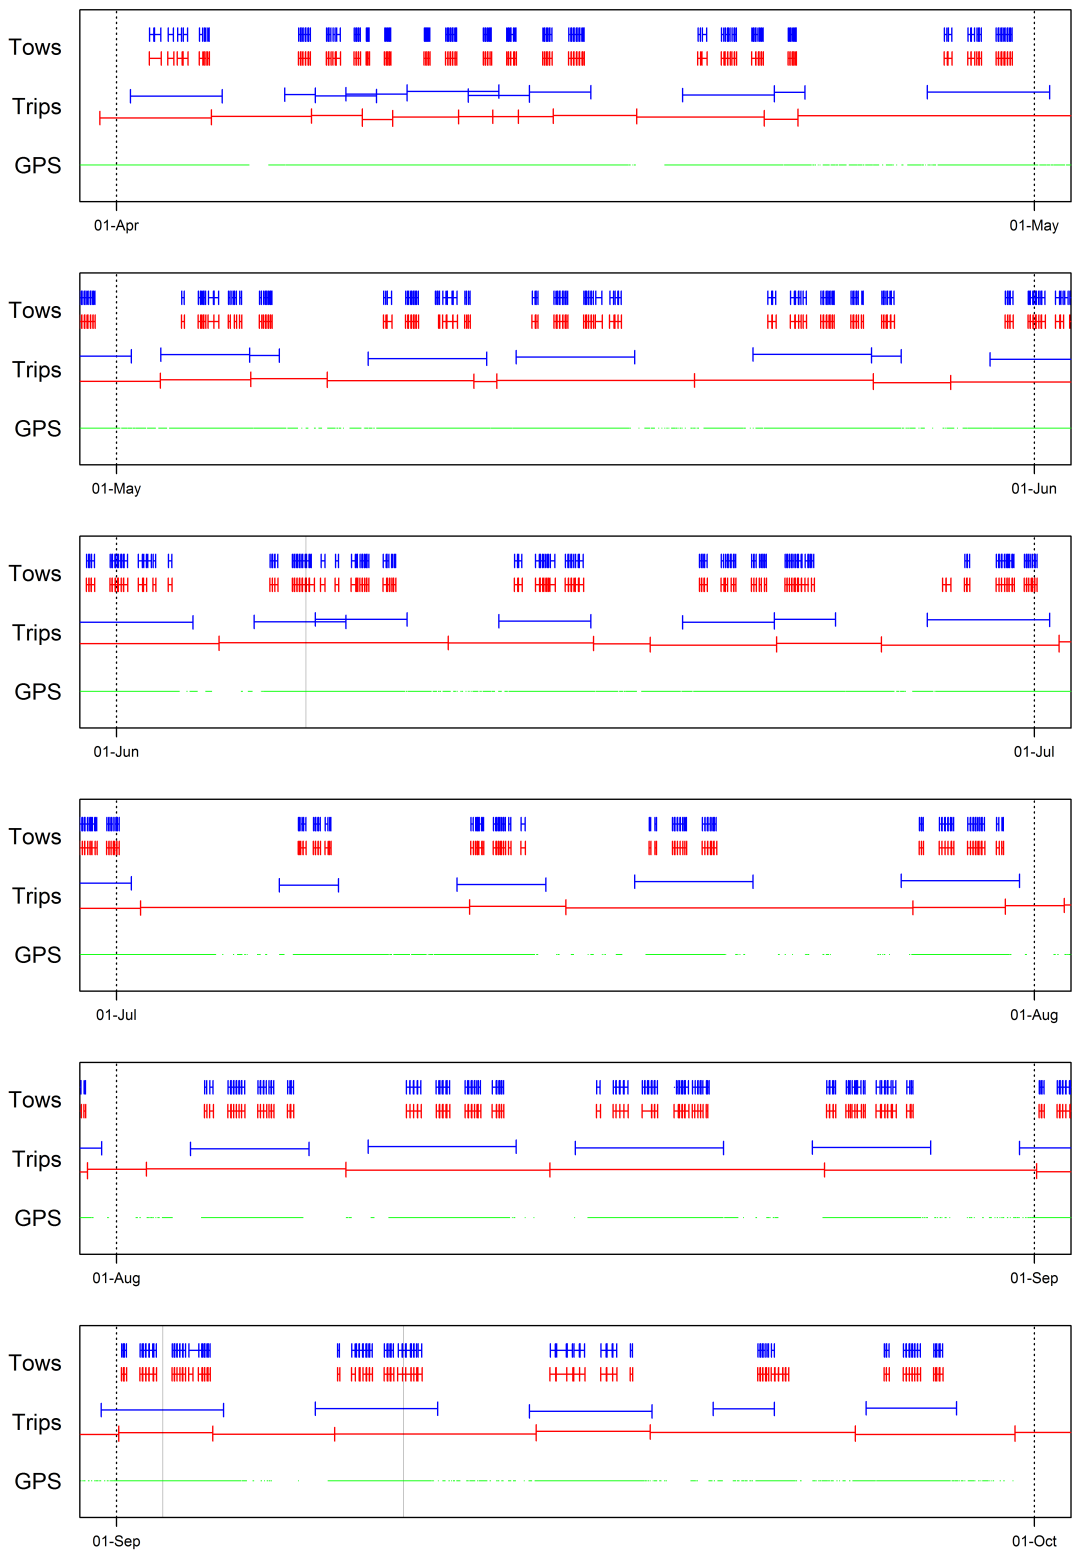 Tows
Trips
GPS
01-Apr 01-May
Tows
Trips
GPS
01-May 01-Jun
Tows
Trips
GPS
01-Jun 01-Jul
Tows
Trips
GPS
01-Jul 01-Aug
Tows
Trips
GPS
01-Aug 01-Sep
Tows
Trips
GPS
01-Sep 01-Oct